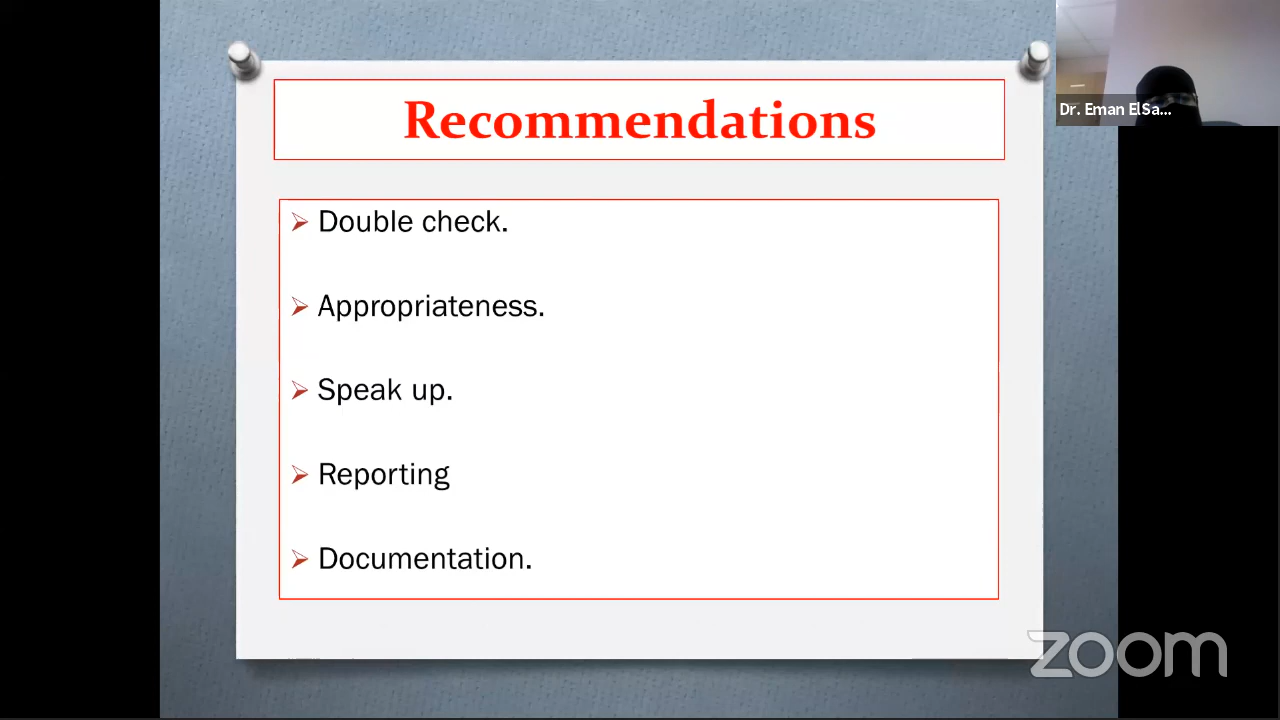 Recommendations
Dr. Eman ElSa...
Double check.
Appropriateness.
Speak up.
Reporting
Documentation.
zoom